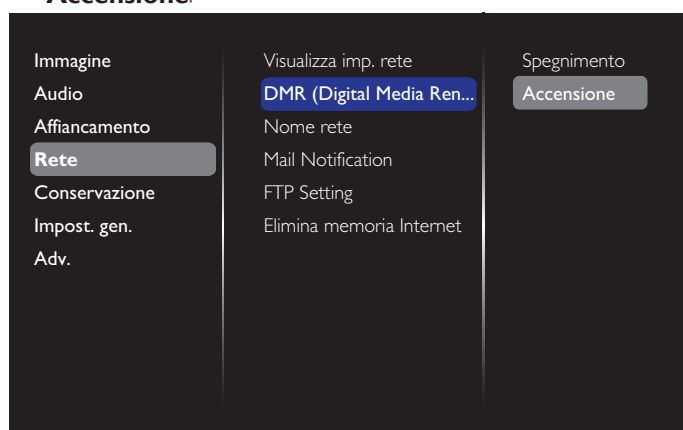 Accensione.
Immagine
Audio
Affiancamento
Rete
Conservazione
Impost. gen.
Adv.
Visualizza imp. rete
DMR (Digital Media Ren...
Nome rete
Mail Notification
FTP Setting
Elimina memoria Internet
Spegnimento
Accensione